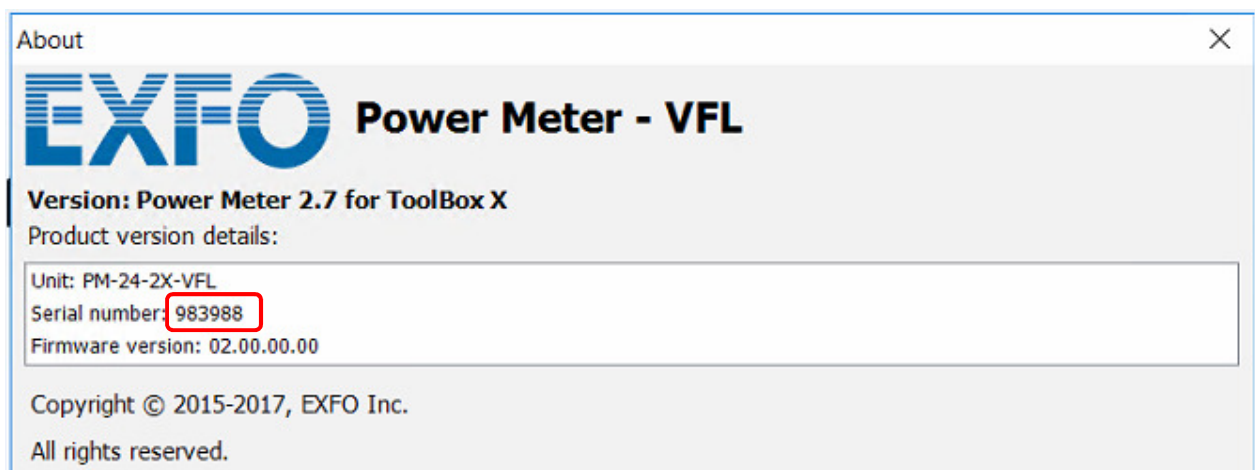 About
EXFO Power Meter - VFL
Version: Power Meter 2.7 for ToolBox X
Product version details:
Unit: PM-24-2X-VFL
Serial number: 983988
Firmware version: 02.00.00.00
Copyright © 2015-2017, EXFO Inc.
All rights reserved.